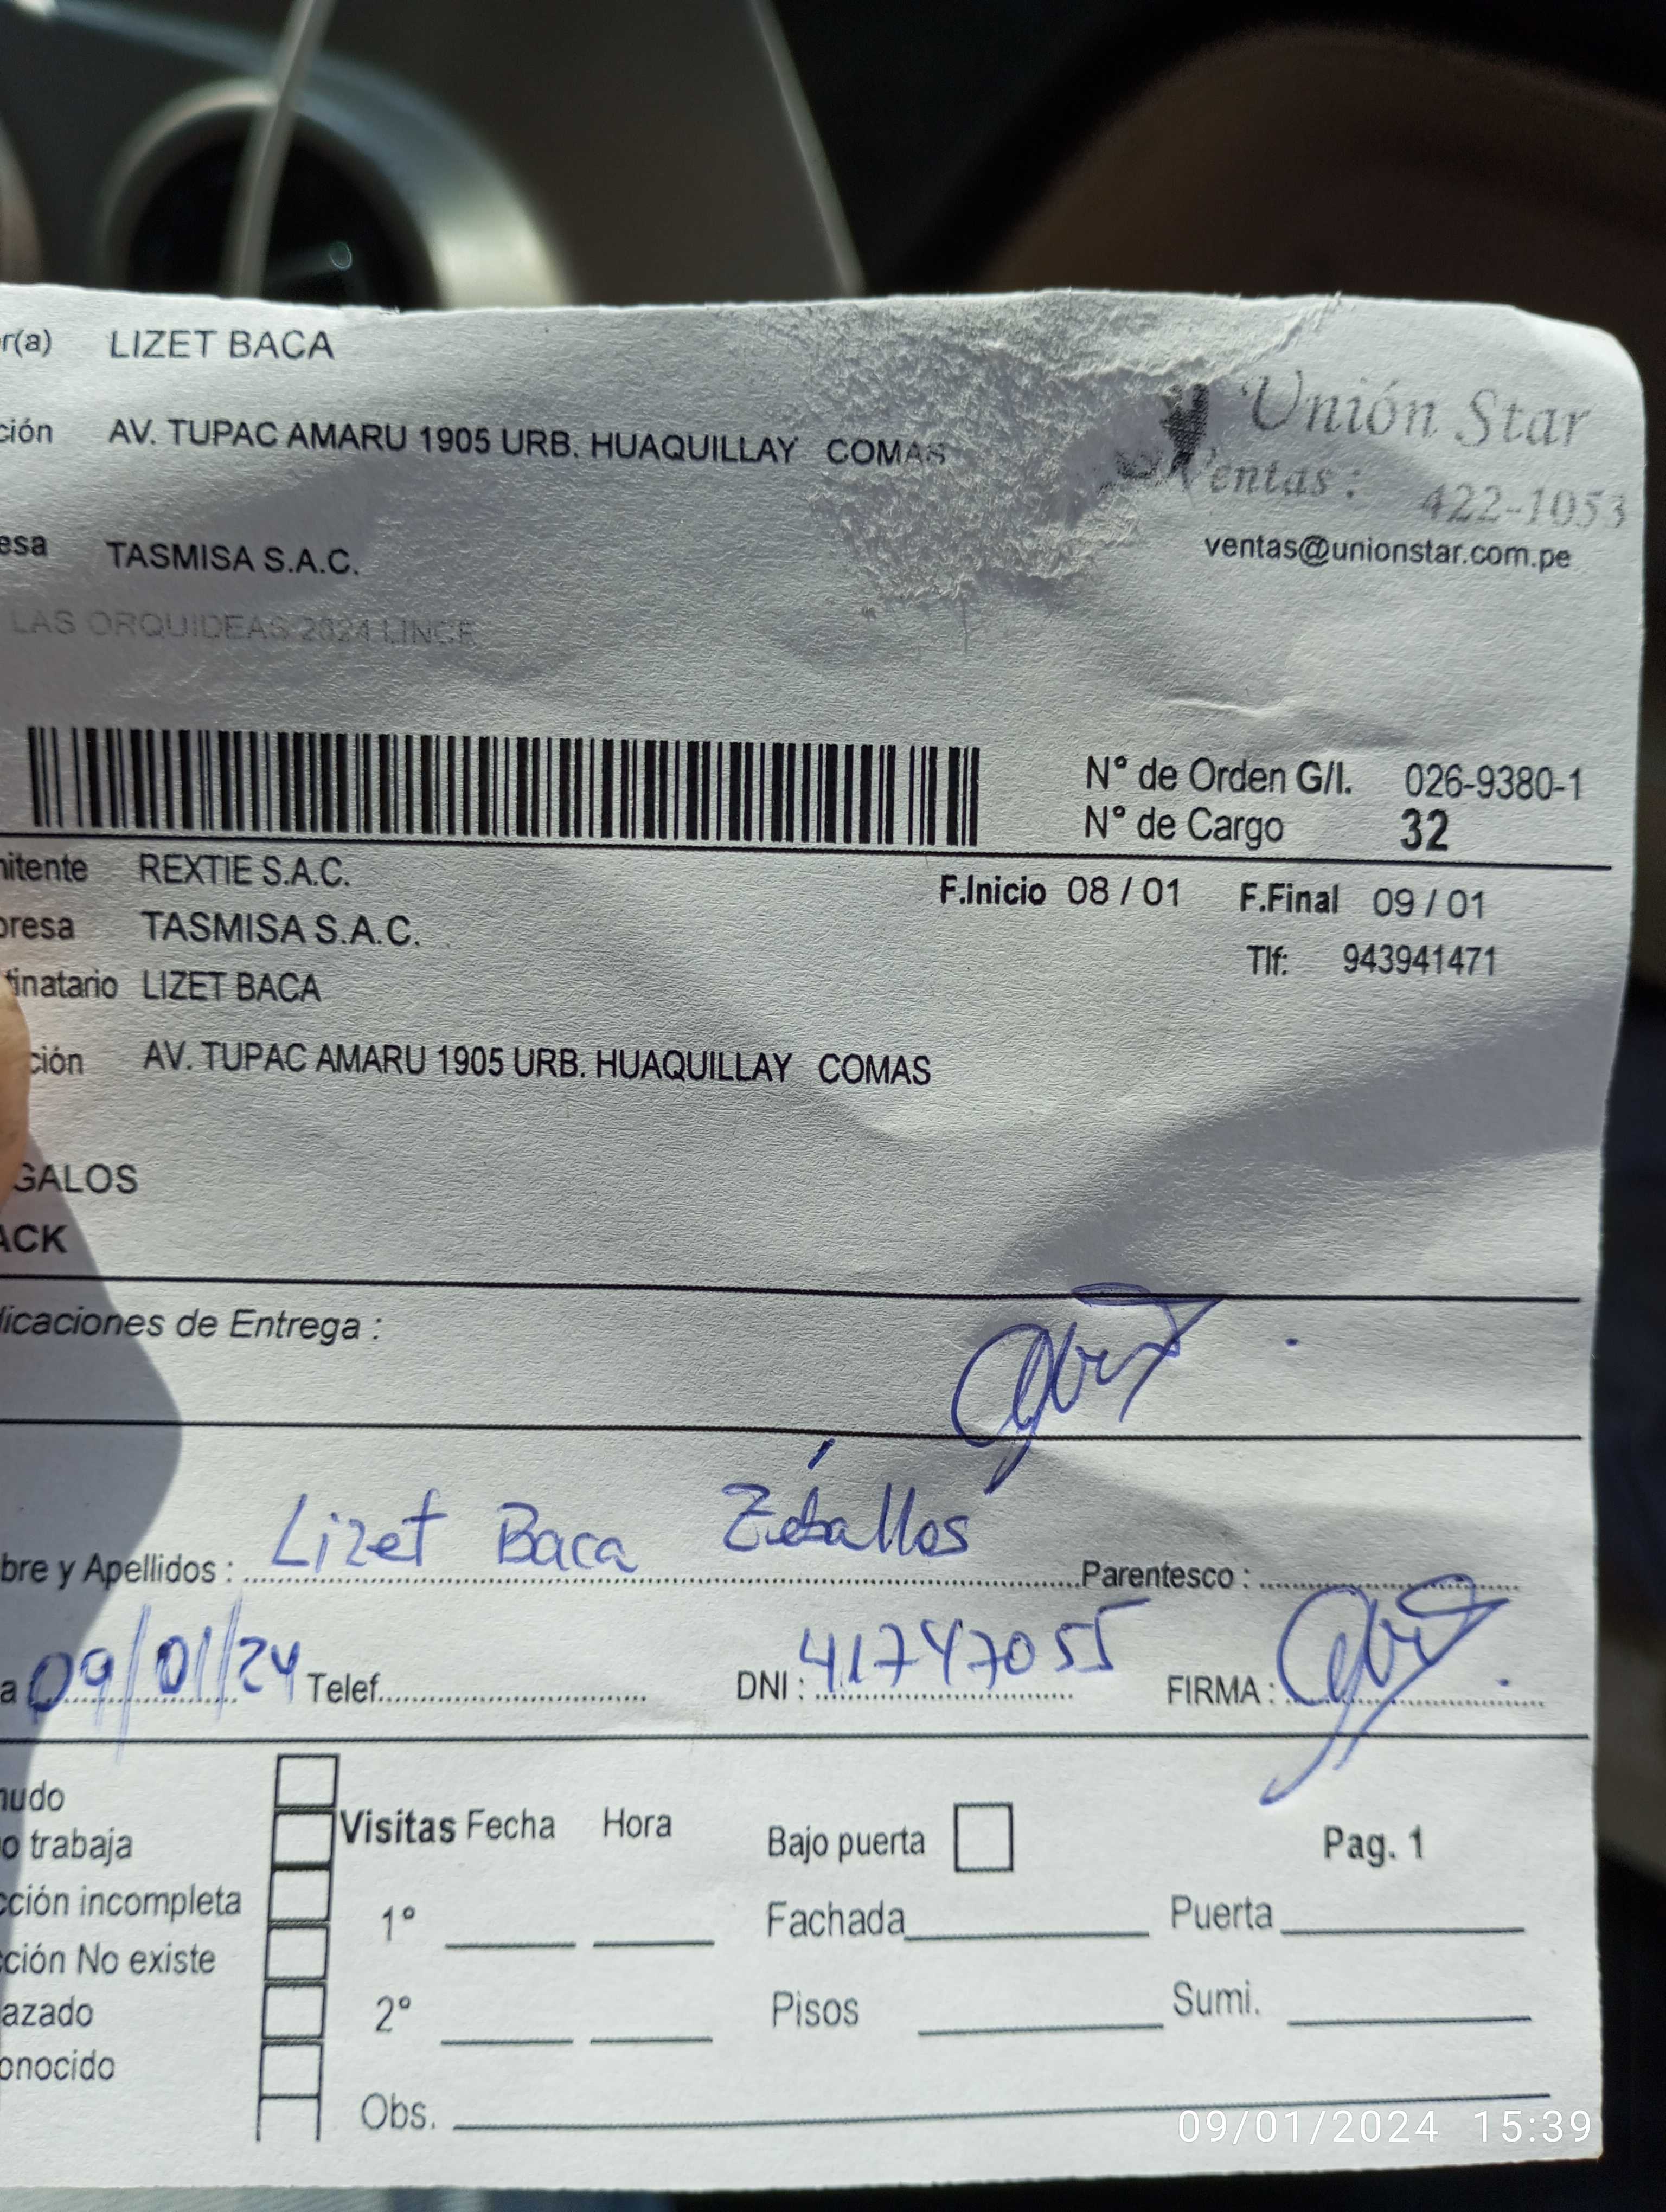 r(a) LIZET BACA
ción AV. TUPAC AMARU 1905 URB. HUAQUILLAY COMAS
Unión Star
Ventas : 422-1053
ventas@unionstar.com.pe
esa TASMISA S.A.C.
LAS ORQUIDEAS 2624 LINCE
N° de Orden G/I. 026-9380-1
N° de Cargo 32
mitente REXTIE S.A.C.
F.Inicio 08 / 01 F.Final 09 / 01
presa TASMISA S.A.C.
Tlf: 943941471
tinatario LIZET BACA
ción AV. TUPAC AMARU 1905 URB. HUAQUILLAY COMAS
GALOS
ACK
dicaciones de Entrega :
bre y Apellidos : Lizet Baca Zéballos Parentesco :
a 09/01/24 Telef. DNI : 41747055 FIRMA :
nudo
o trabaja
Visitas Fecha Hora Bajo puerta Pag. 1
cción incompleta
1° Fachada Puerta
cción No existe
azado
2° Pisos Sumi.
onocido
Obs.
09/01/2024 15:39